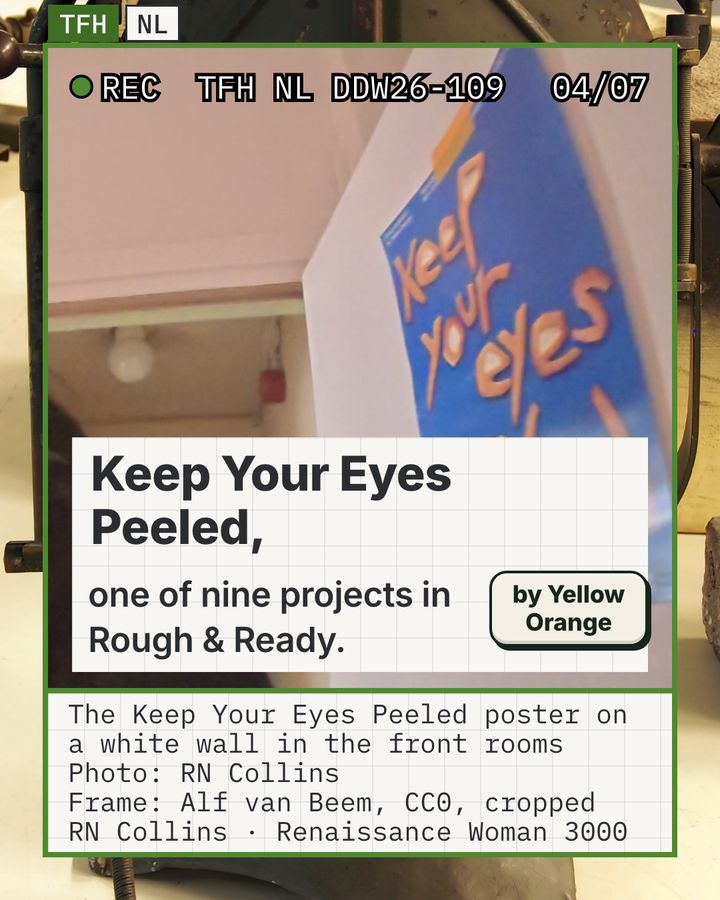 TFH NL
REC TFH NL DDW26-109 04/07
Keep
your
eyes
Keep Your Eyes
Peeled,
one of nine projects in
Rough & Ready.
by Yellow
Orange
The Keep Your Eyes Peeled poster on
a white wall in the front rooms
Photo: RN Collins
Frame: Alf van Beem, CC0, cropped
RN Collins · Renaissance Woman 3000